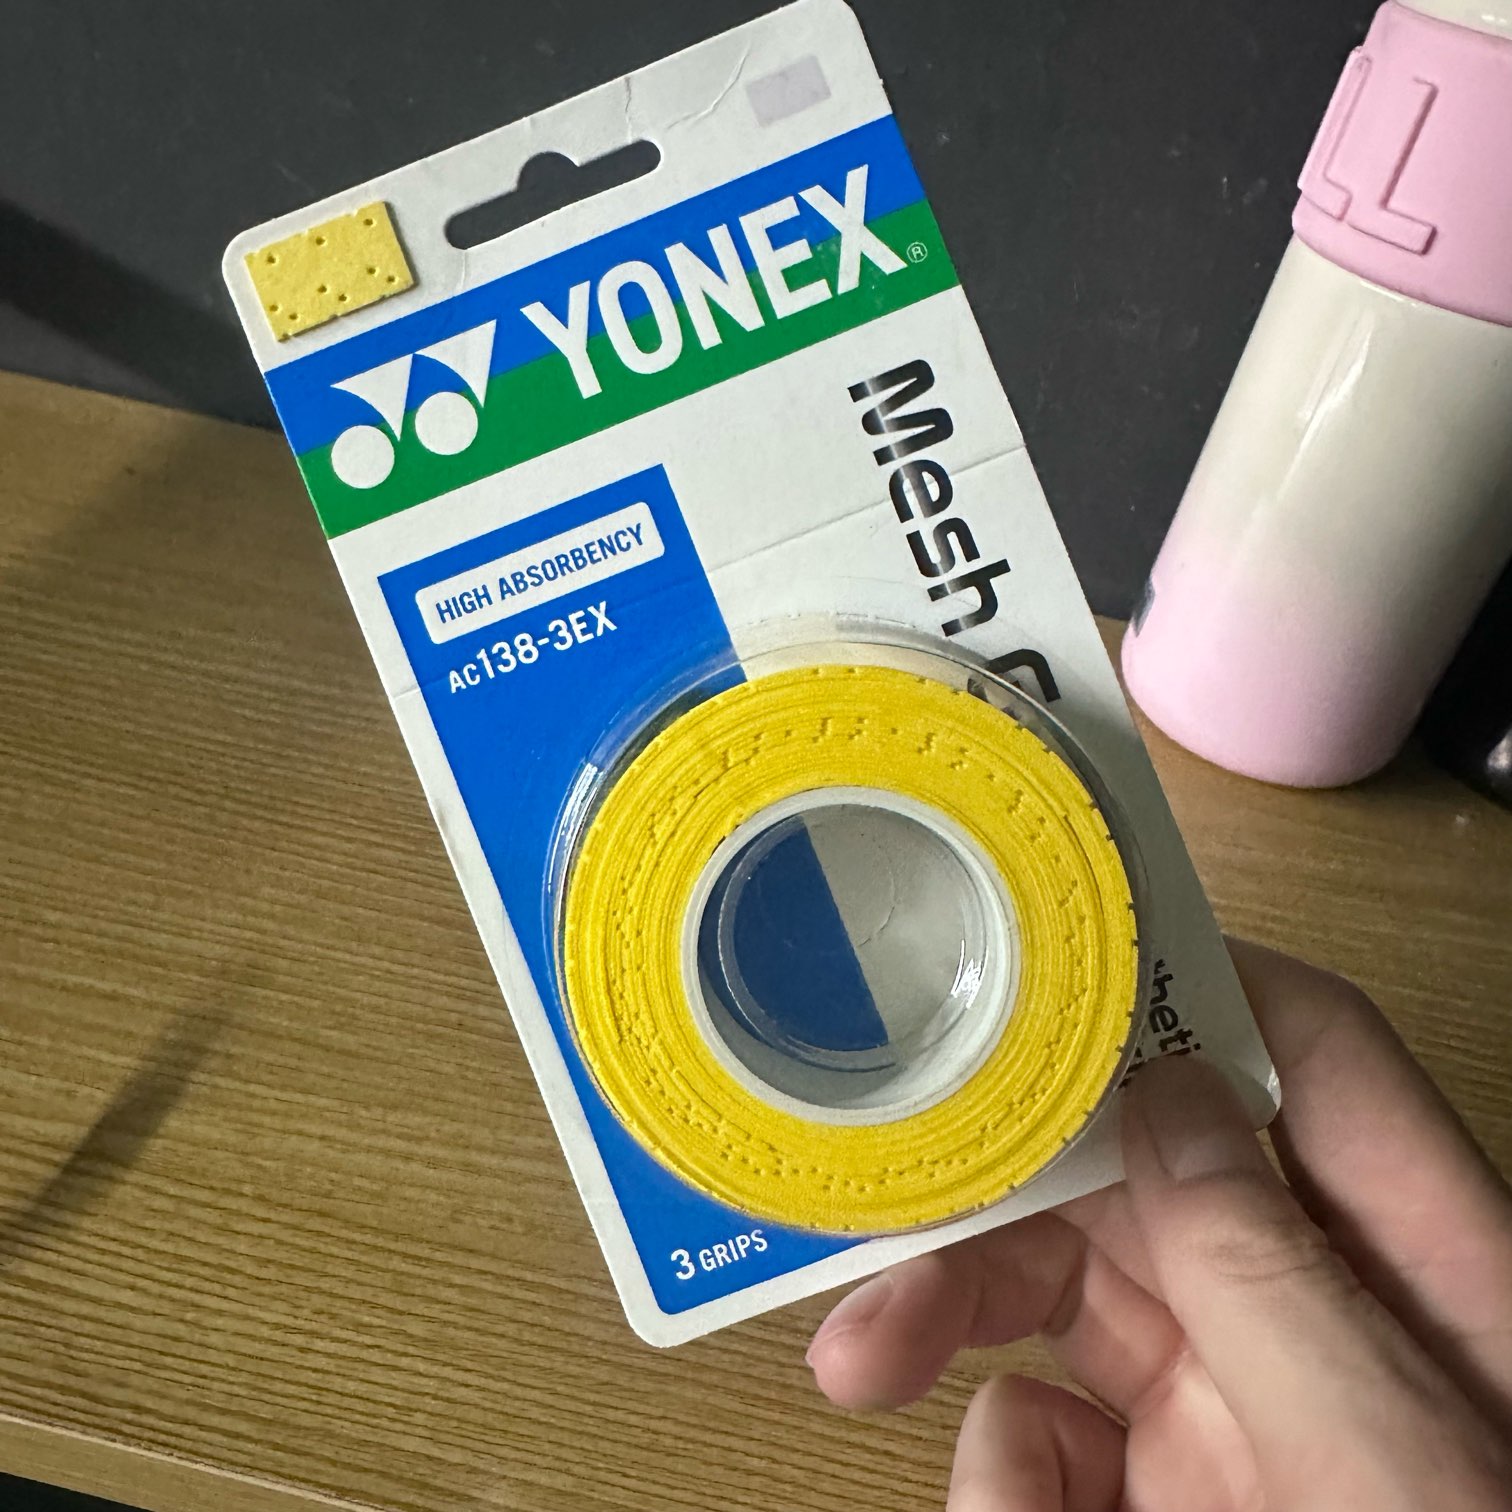 YONEX®
HIGH ABSORBENCY
AC138-3EX
Mesh
3 GRIPS